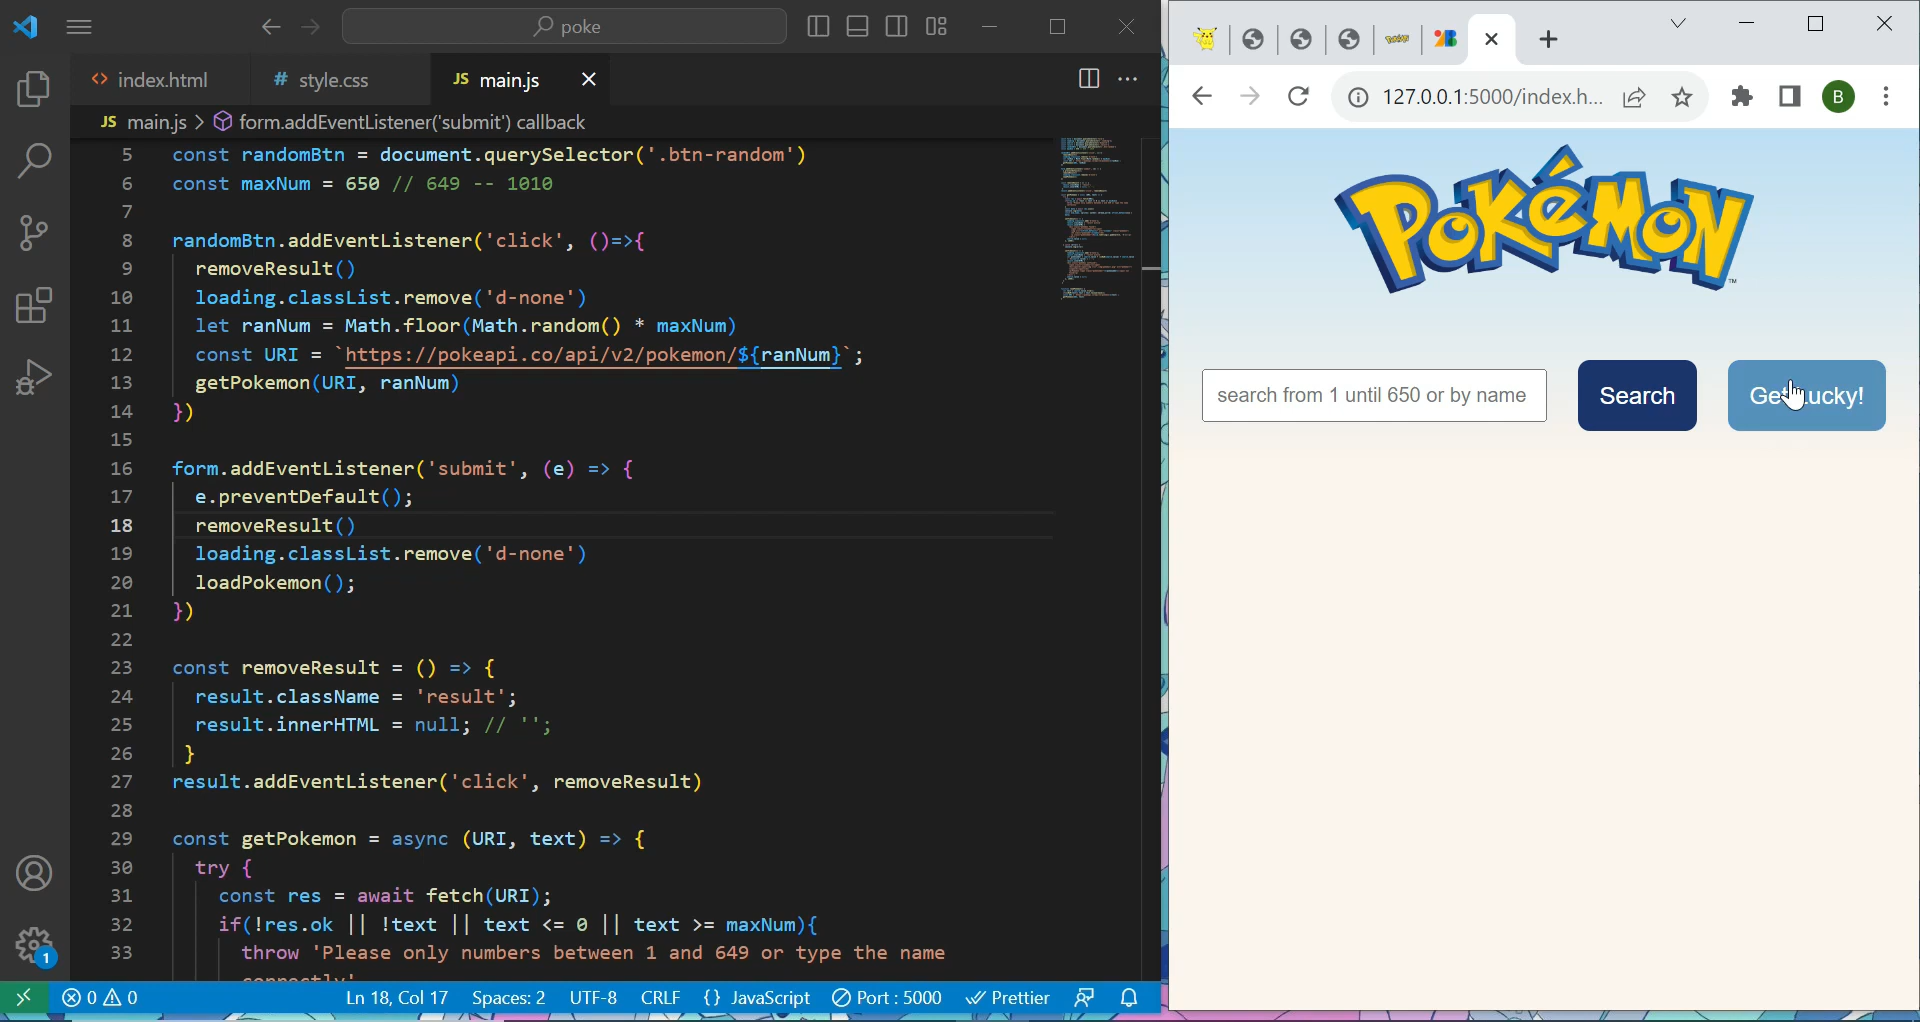 poke
index.html
# style.css
JS main.js
JS main.js > form.addEventListener('submit') callback
5 const randomBtn = document.querySelector('.btn-random')
6 const maxNum = 650 // 649 -- 1010
7
8 randomBtn.addEventListener('click', ()=>{
9 removeResult()
10 loading.classList.remove('d-none')
11 let ranNum = Math.floor(Math.random() * maxNum)
12 const URI = `https://pokeapi.co/api/v2/pokemon/${ranNum}`;
13 getPokemon(URI, ranNum)
14 })
15
16 form.addEventListener('submit', (e) => {
17 e.preventDefault();
18 removeResult()
19 loading.classList.remove('d-none')
20 loadPokemon();
21 })
22
23 const removeResult = () => {
24 result.className = 'result';
25 result.innerHTML = null; // '';
26 }
27 result.addEventListener('click', removeResult)
28
29 const getPokemon = async (URI, text) => {
30 try {
31 const res = await fetch(URI);
32 if(!res.ok || !text || text <= 0 || text >= maxNum){
33 throw 'Please only numbers between 1 and 649 or type the name
1
0 0
Ln 18, Col 17
Spaces: 2
UTF-8
CRLF
{} JavaScript
Port : 5000
Prettier
127.0.0.1:5000/index.h...
B
POKéMON
TM
search from 1 until 650 or by name
Search
Get Lucky!